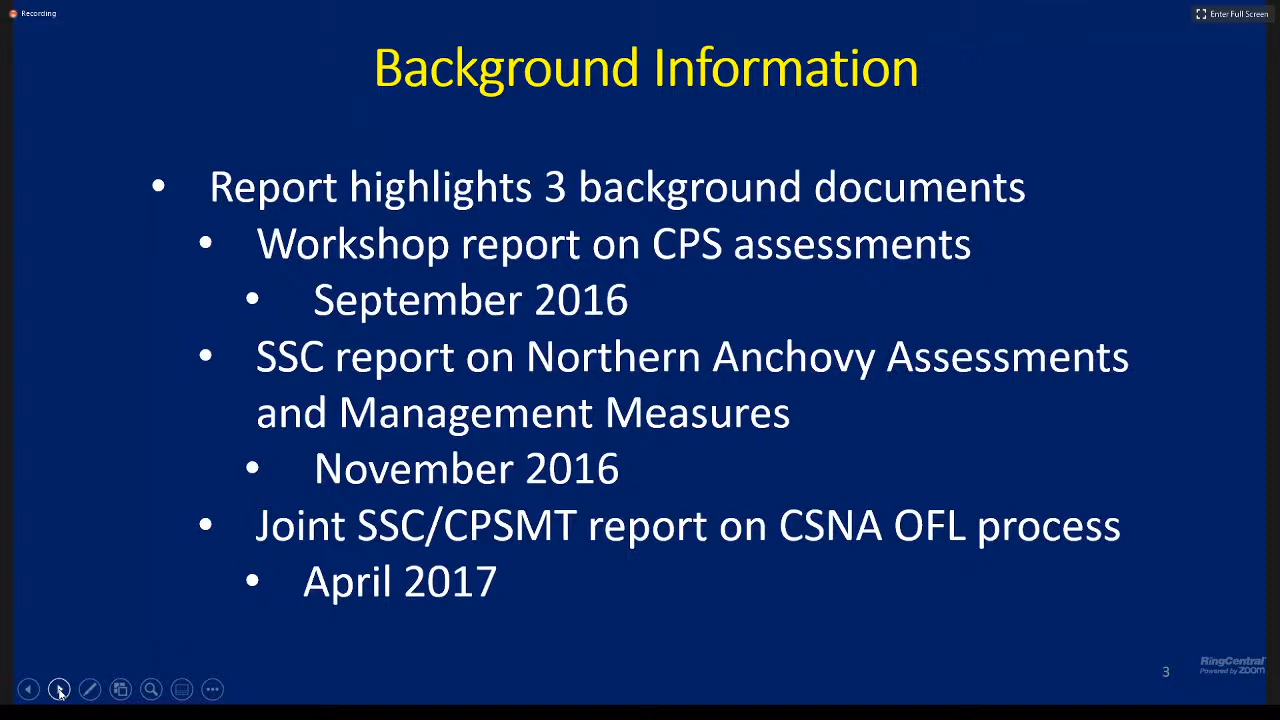 Recording
Enter Full Screen
Background Information
• Report highlights 3 background documents
• Workshop report on CPS assessments
• September 2016
• SSC report on Northern Anchovy Assessments
and Management Measures
• November 2016
• Joint SSC/CPSMT report on CSNA OFL process
• April 2017
RingCentral
Powered by zoom
3